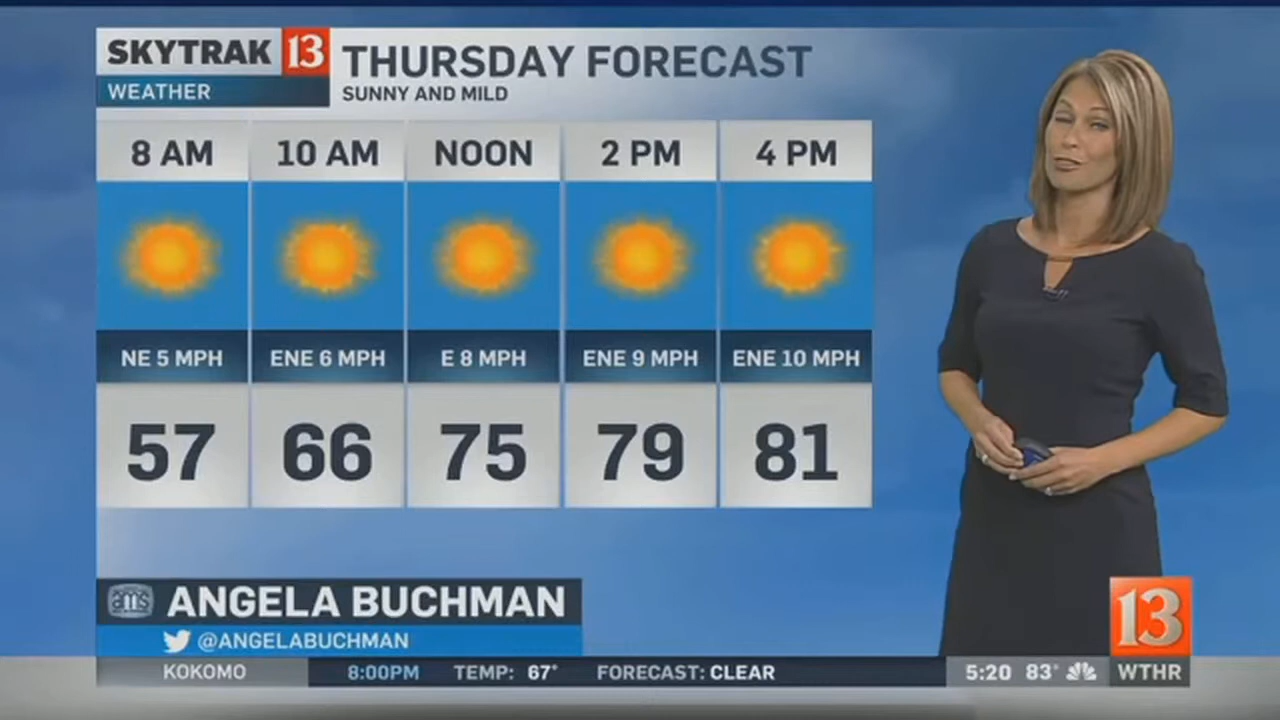 SKYTRAK 13
WEATHER
THURSDAY FORECAST
SUNNY AND MILD
8 AM 10 AM NOON 2 PM 4 PM
NE 5 MPH ENE 6 MPH E 8 MPH ENE 9 MPH ENE 10 MPH
57 66 75 79 81
ams ANGELA BUCHMAN
@ANGELABUCHMAN
13
KOKOMO 8:00PM TEMP: 67° FORECAST: CLEAR 5:20 83° WTHR